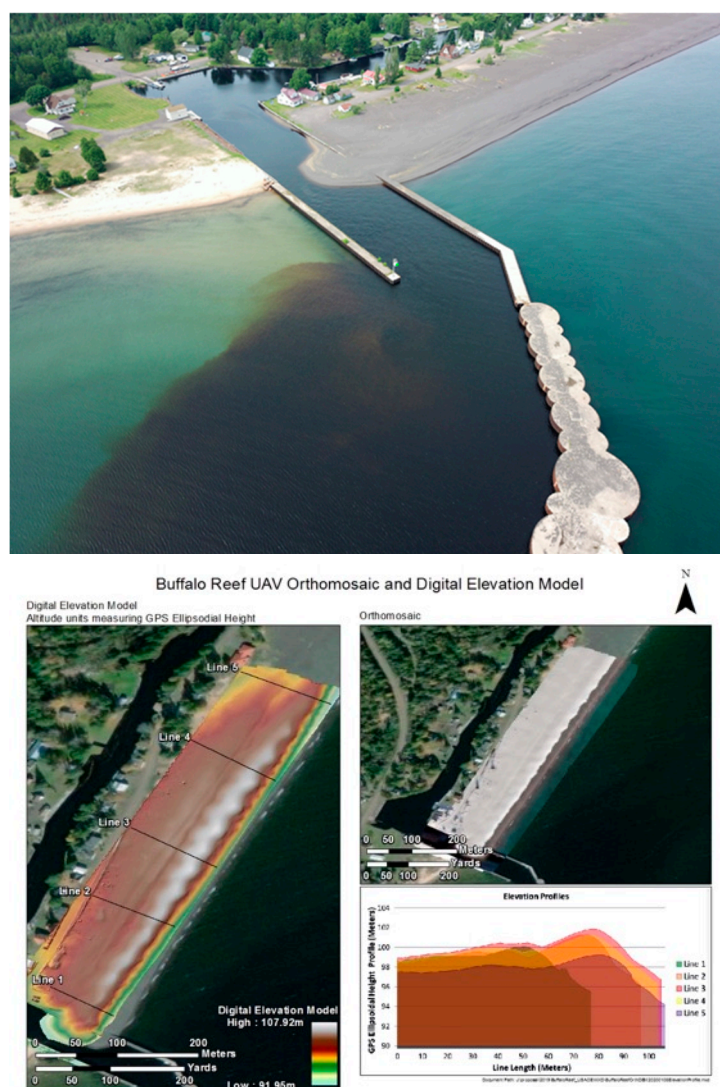 Buffalo Reef UAV Orthomosaic and Digital Elevation Model
N
Digital Elevation Model
Altitude units measuring GPS Ellipsodial Height
Line 5
Line 4
Line 3
Line 2
Line 1
Digital Elevation Model
High : 107.92m
Low : 91.95m
0 50 100 200
Meters
Yards
0 50 100 200
Orthomosaic
0 50 100 200
Meters
Yards
0 50 100 200
Elevation Profiles
GPS Ellipsoidal Height Profile (Meters)
104
102
100
98
96
94
92
90
0 10 20 30 40 50 60 70 80 90 100
Line Length (Meters)
Line 1
Line 2
Line 3
Line 4
Line 5